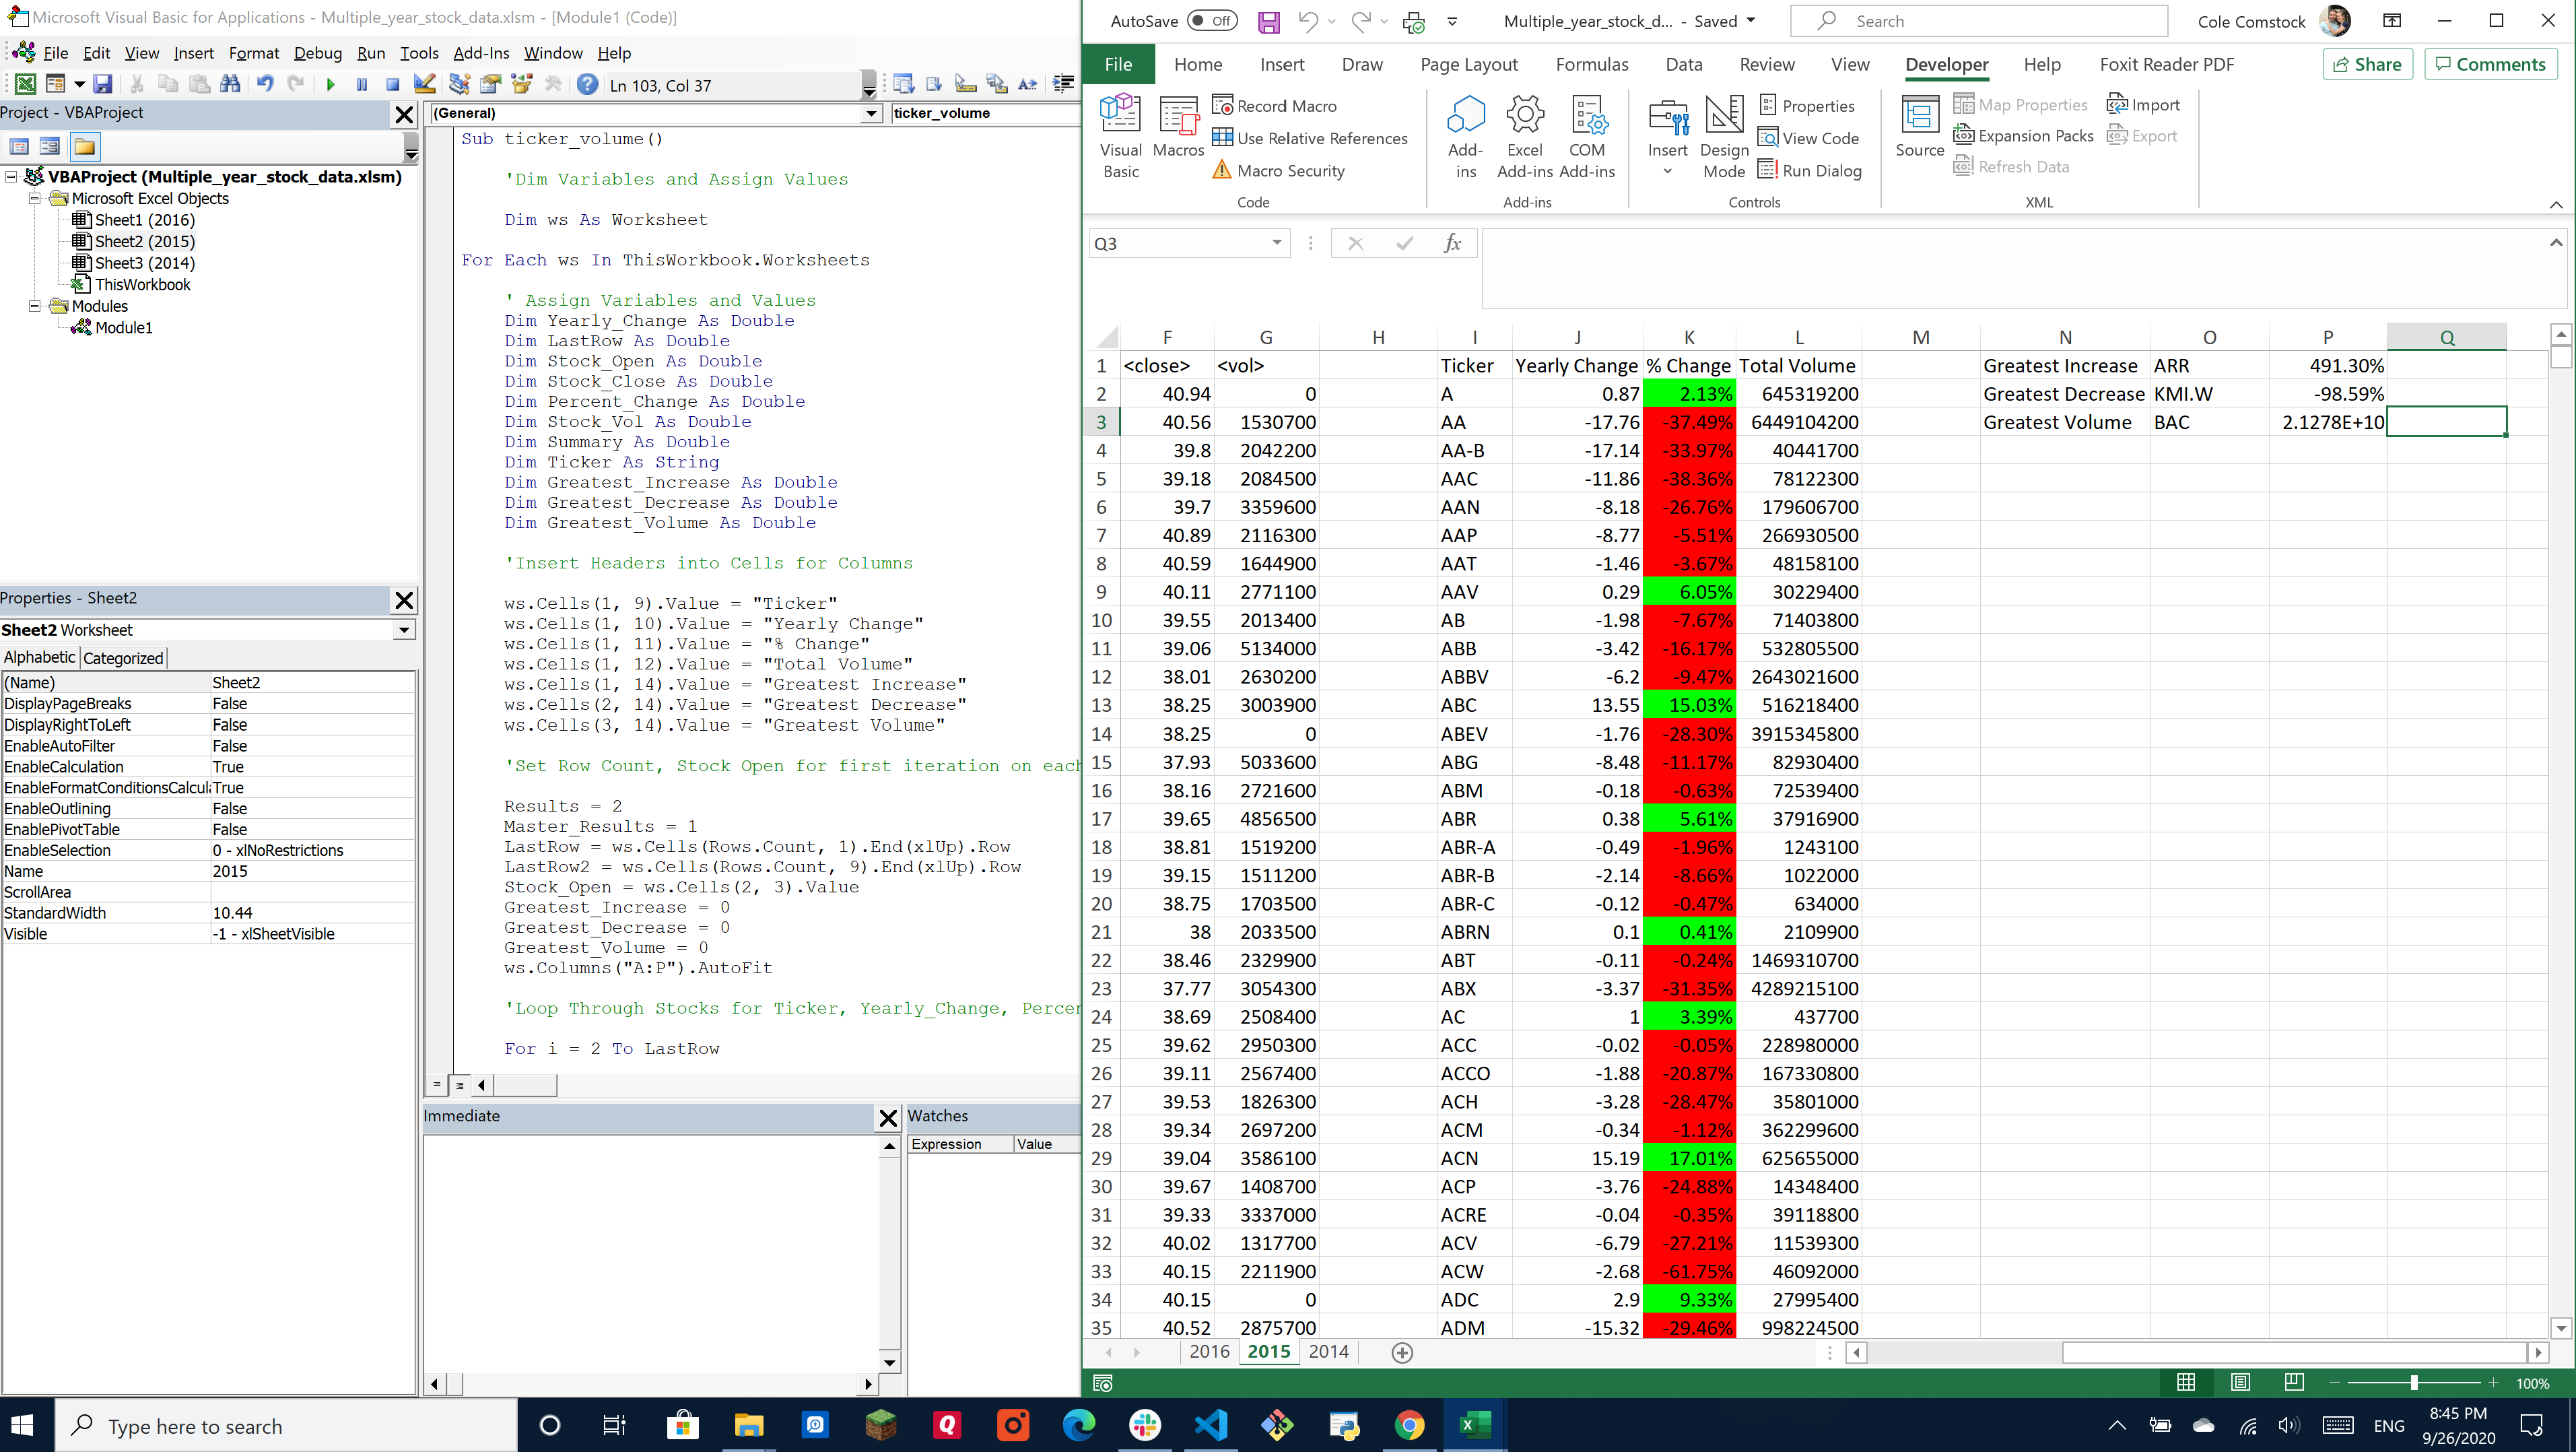 Microsoft Visual Basic for Applications - Multiple_year_stock_data.xlsm - [Module1 (Code)]
File Edit View Insert Format Debug Run Tools Add-Ins Window Help
Ln 103, Col 37
Project - VBAProject
VBAProject (Multiple_year_stock_data.xlsm)
Microsoft Excel Objects
Sheet1 (2016)
Sheet2 (2015)
Sheet3 (2014)
ThisWorkbook
Modules
Module1
Properties - Sheet2
Sheet2 Worksheet
Alphabetic Categorized
(Name) Sheet2
DisplayPageBreaks False
DisplayRightToLeft False
EnableAutoFilter False
EnableCalculation True
EnableFormatConditionsCalcul True
EnableOutlining False
EnablePivotTable False
EnableSelection 0 - xlNoRestrictions
Name 2015
ScrollArea
StandardWidth 10.44
Visible -1 - xlSheetVisible
(General) ticker_volume
Sub ticker_volume()
'Dim Variables and Assign Values
Dim ws As Worksheet
For Each ws In ThisWorkbook.Worksheets
' Assign Variables and Values
Dim Yearly_Change As Double
Dim LastRow As Double
Dim Stock_Open As Double
Dim Stock_Close As Double
Dim Percent_Change As Double
Dim Stock_Vol As Double
Dim Summary As Double
Dim Ticker As String
Dim Greatest_Increase As Double
Dim Greatest_Decrease As Double
Dim Greatest_Volume As Double
'Insert Headers into Cells for Columns
ws.Cells(1, 9).Value = "Ticker"
ws.Cells(1, 10).Value = "Yearly Change"
ws.Cells(1, 11).Value = "% Change"
ws.Cells(1, 12).Value = "Total Volume"
ws.Cells(1, 14).Value = "Greatest Increase"
ws.Cells(2, 14).Value = "Greatest Decrease"
ws.Cells(3, 14).Value = "Greatest Volume"
'Set Row Count, Stock Open for first iteration on each
Results = 2
Master_Results = 1
LastRow = ws.Cells(Rows.Count, 1).End(xlUp).Row
LastRow2 = ws.Cells(Rows.Count, 9).End(xlUp).Row
Stock_Open = ws.Cells(2, 3).Value
Greatest_Increase = 0
Greatest_Decrease = 0
Greatest_Volume = 0
ws.Columns("A:P").AutoFit
'Loop Through Stocks for Ticker, Yearly_Change, Percen
For i = 2 To LastRow
Immediate
Watches
Expression Value
AutoSave Off Multiple_year_stock_d... - Saved Search Cole Comstock
File Home Insert Draw Page Layout Formulas Data Review View Developer Help Foxit Reader PDF Share Comments
Visual Basic
Macros
Record Macro
Use Relative References
Macro Security
Code
Add-ins
Excel Add-ins
COM Add-ins
Add-ins
Insert
Design Mode
Properties
View Code
Run Dialog
Controls
Source
Map Properties
Expansion Packs
Refresh Data
Import
Export
XML
Q3 fx
F G H I J K L M N O P Q
1 <close> <vol> Ticker Yearly Change % Change Total Volume Greatest Increase ARR 491.30%
2 40.94 0 A 0.87 2.13% 645319200 Greatest Decrease KMI.W -98.59%
3 40.56 1530700 AA -17.76 -37.49% 6449104200 Greatest Volume BAC 2.1278E+10
4 39.8 2042200 AA-B -17.14 -33.97% 40441700
5 39.18 2084500 AAC -11.86 -38.36% 78122300
6 39.7 3359600 AAN -8.18 -26.76% 179606700
7 40.89 2116300 AAP -8.77 -5.51% 266930500
8 40.59 1644900 AAT -1.46 -3.67% 48158100
9 40.11 2771100 AAV 0.29 6.05% 30229400
10 39.55 2013400 AB -1.98 -7.67% 71403800
11 39.06 5134000 ABB -3.42 -16.17% 532805500
12 38.01 2630200 ABBV -6.2 -9.47% 2643021600
13 38.25 3003900 ABC 13.55 15.03% 516218400
14 38.25 0 ABEV -1.76 -28.30% 3915345800
15 37.93 5033600 ABG -8.48 -11.17% 82930400
16 38.16 2721600 ABM -0.18 -0.63% 72539400
17 39.65 4856500 ABR 0.38 5.61% 37916900
18 38.81 1519200 ABR-A -0.49 -1.96% 1243100
19 39.15 1511200 ABR-B -2.14 -8.66% 1022000
20 38.75 1703500 ABR-C -0.12 -0.47% 634000
21 38 2033500 ABRN 0.1 0.41% 2109900
22 38.46 2329900 ABT -0.11 -0.24% 1469310700
23 37.77 3054300 ABX -3.37 -31.35% 4289215100
24 38.69 2508400 AC 1 3.39% 437700
25 39.62 2950300 ACC -0.02 -0.05% 228980000
26 39.11 2567400 ACCO -1.88 -20.87% 167330800
27 39.53 1826300 ACH -3.28 -28.47% 35801000
28 39.34 2697200 ACM -0.34 -1.12% 362299600
29 39.04 3586100 ACN 15.19 17.01% 625655000
30 39.67 1408700 ACP -3.76 -24.88% 14348400
31 39.33 3337000 ACRE -0.04 -0.35% 39118800
32 40.02 1317700 ACV -6.79 -27.21% 11539300
33 40.15 2211900 ACW -2.68 -61.75% 46092000
34 40.15 0 ADC 2.9 9.33% 27995400
35 40.52 2875700 ADM -15.32 -29.46% 998224500
2016 2015 2014
100%
Type here to search
ENG
8:45 PM
9/26/2020